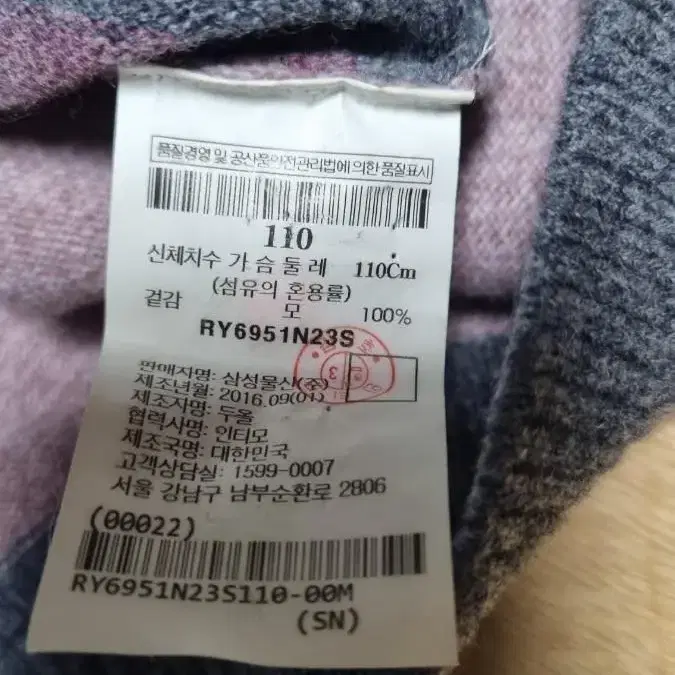 품질경영 및 공산품안전관리법에 의한 품질표시
110
신체치수 가 슴 둘 레 110Cm
(섬유의 혼용률)
겉감 모 100%
RY6951N23S
판매자명: 삼성물산(주)
제조년월: 2016.09(01)
제조자명: 두올
협력사명: 인티모
제조국명: 대한민국
고객상담실: 1599-0007
서울 강남구 남부순환로 2806
(00022)
RY6951N23S110-00M
(SN)